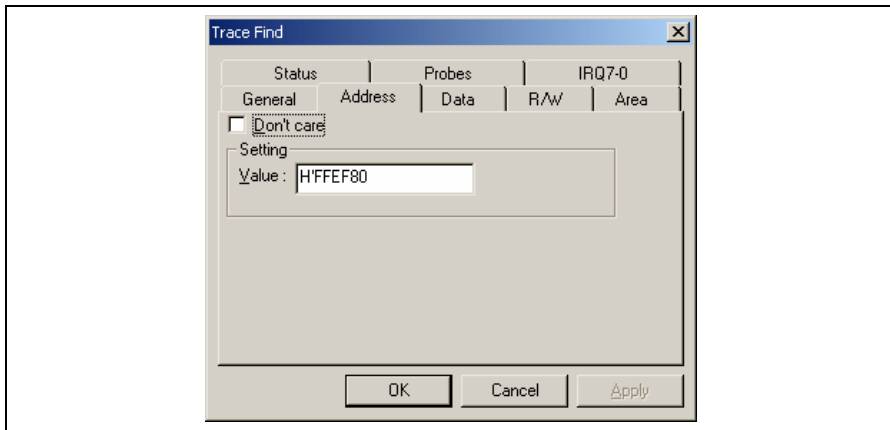 Trace Find
Status Probes IRQ7-0
General Address Data R/W Area
Don't care
Setting
Value : H'FFEF80
OK Cancel Apply